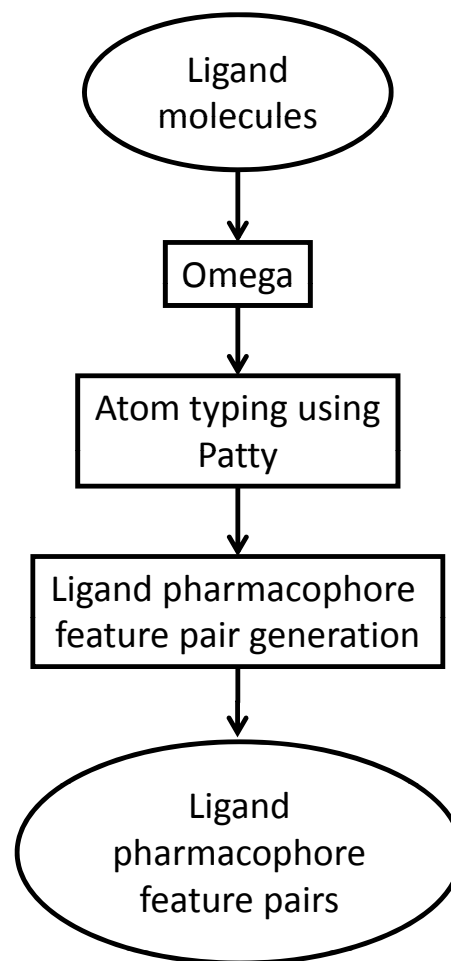 Ligand
molecules
Omega
Atom typing using
Patty
Ligand pharmacophore
feature pair generation
Ligand
pharmacophore
feature pairs